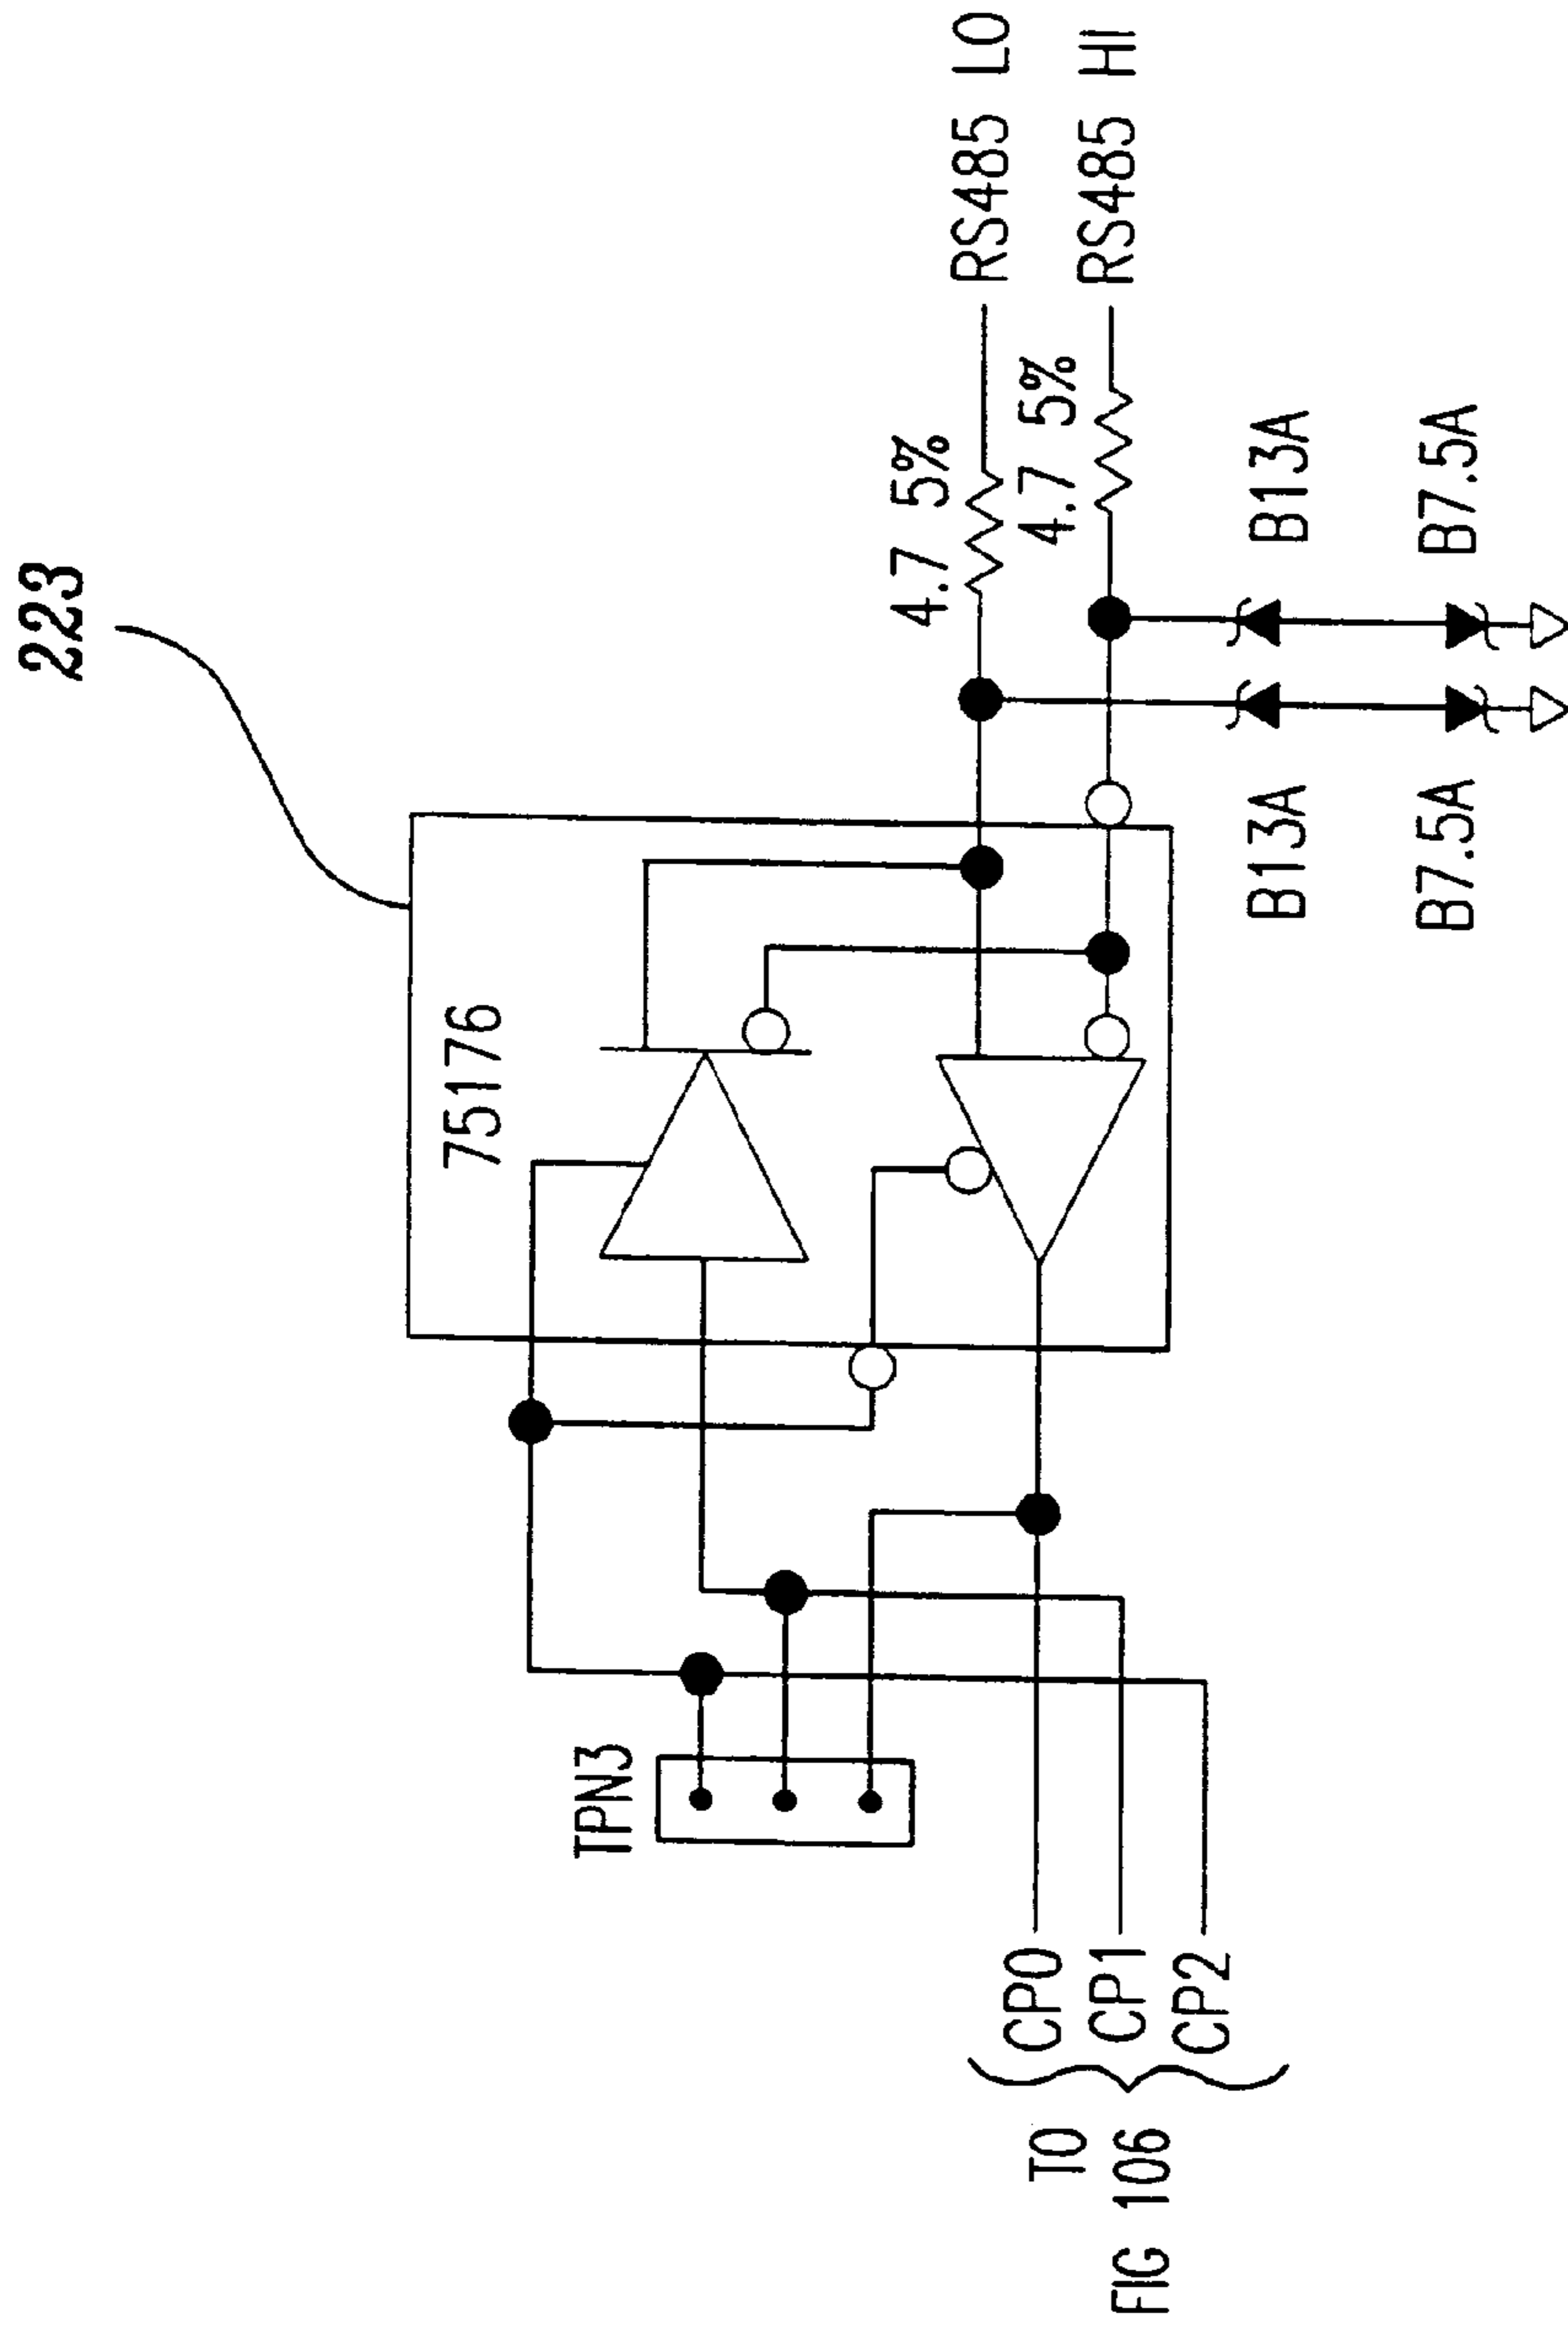 223
75176
RS485 LO
RS485 HI
4.7 5%
4.7 5%
B13A
B7.5A
B13A
B7.5A
TPN3
CP0
CP1
CP2
TO
FIG 106